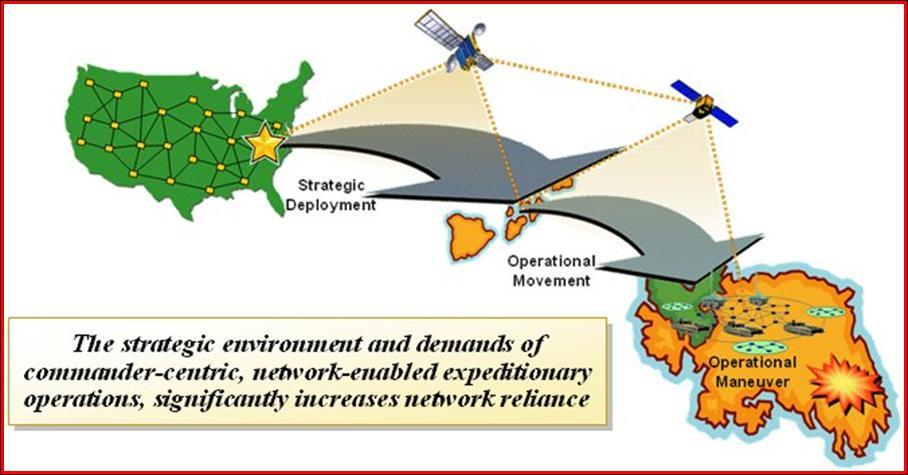 Strategic
Deployment
Operational
Movement
Operational
Maneuver
The strategic environment and demands of
commander-centric, network-enabled expeditionary
operations, significantly increases network reliance